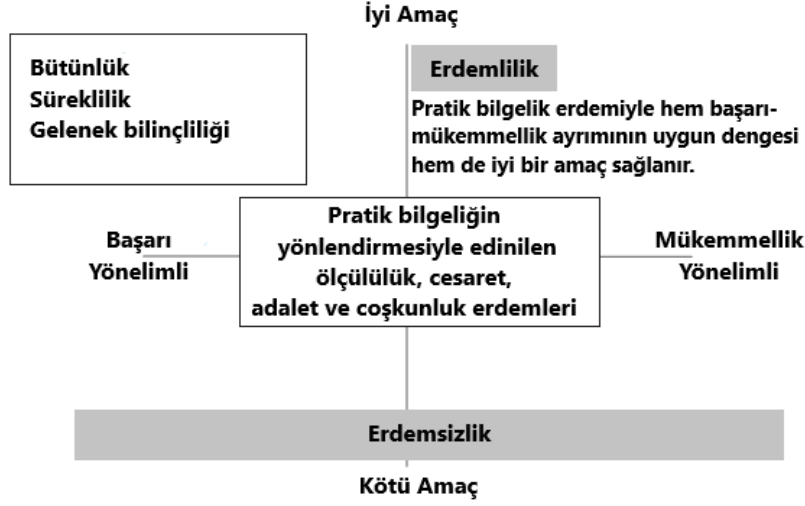 İyi Amaç
Bütünlük
Süreklilik
Gelenek bilinçliliği
Erdemlilik
Pratik bilgelik erdemiyle hem başarı-
mükemmellik ayrımının uygun dengesi
hem de iyi bir amaç sağlanır.
Başarı
Yönelimli
Pratik bilgeliğin
yönlendirmesiyle edinilen
ölçülülük, cesaret,
adalet ve coşkunluk erdemleri
Mükemmellik
Yönelimli
Erdemsizlik
Kötü Amaç